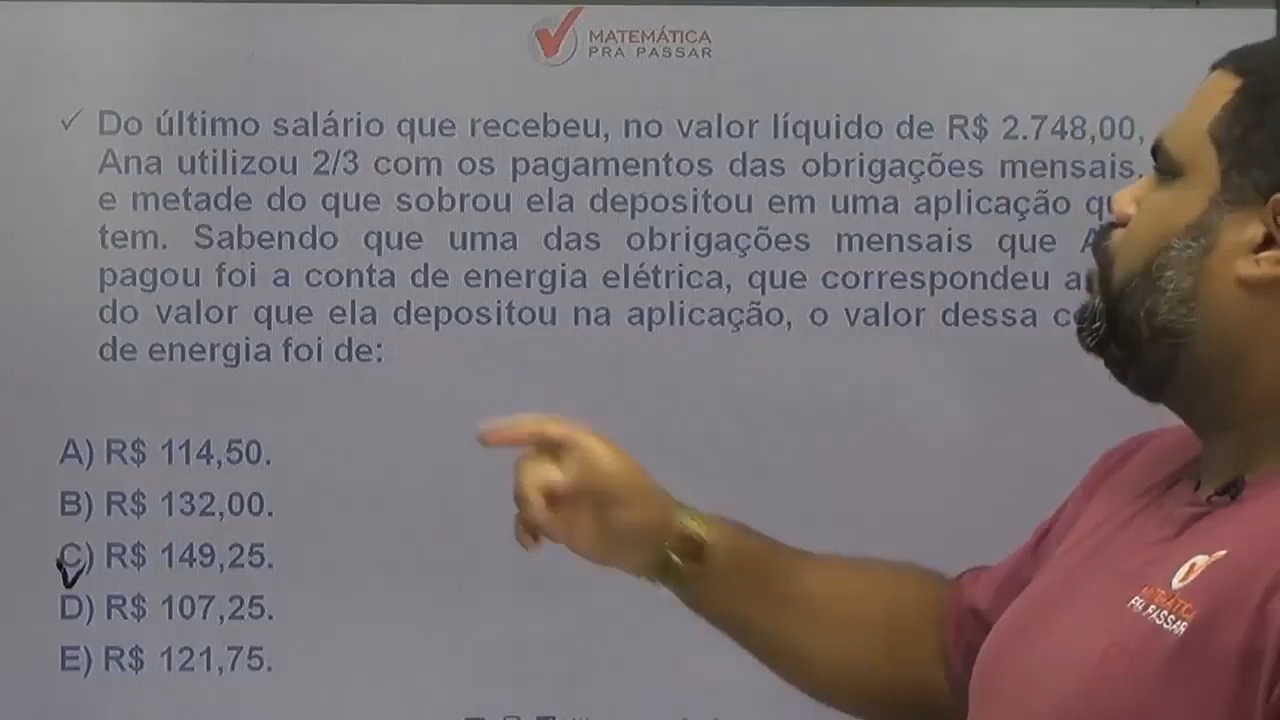 MATEMÁTICA
PRA PASSAR
✓ Do último salário que recebeu, no valor líquido de R$ 2.748,00,
Ana utilizou 2/3 com os pagamentos das obrigações mensais,
e metade do que sobrou ela depositou em uma aplicação
tem. Sabendo que uma das obrigações mensais que
pagou foi a conta de energia elétrica, que correspondeu
do valor que ela depositou na aplicação, o valor dessa
de energia foi de:
A) R$ 114,50.
B) R$ 132,00.
C) R$ 149,25.
D) R$ 107,25.
E) R$ 121,75.
MATEMÁTICA
PRA PASSAR